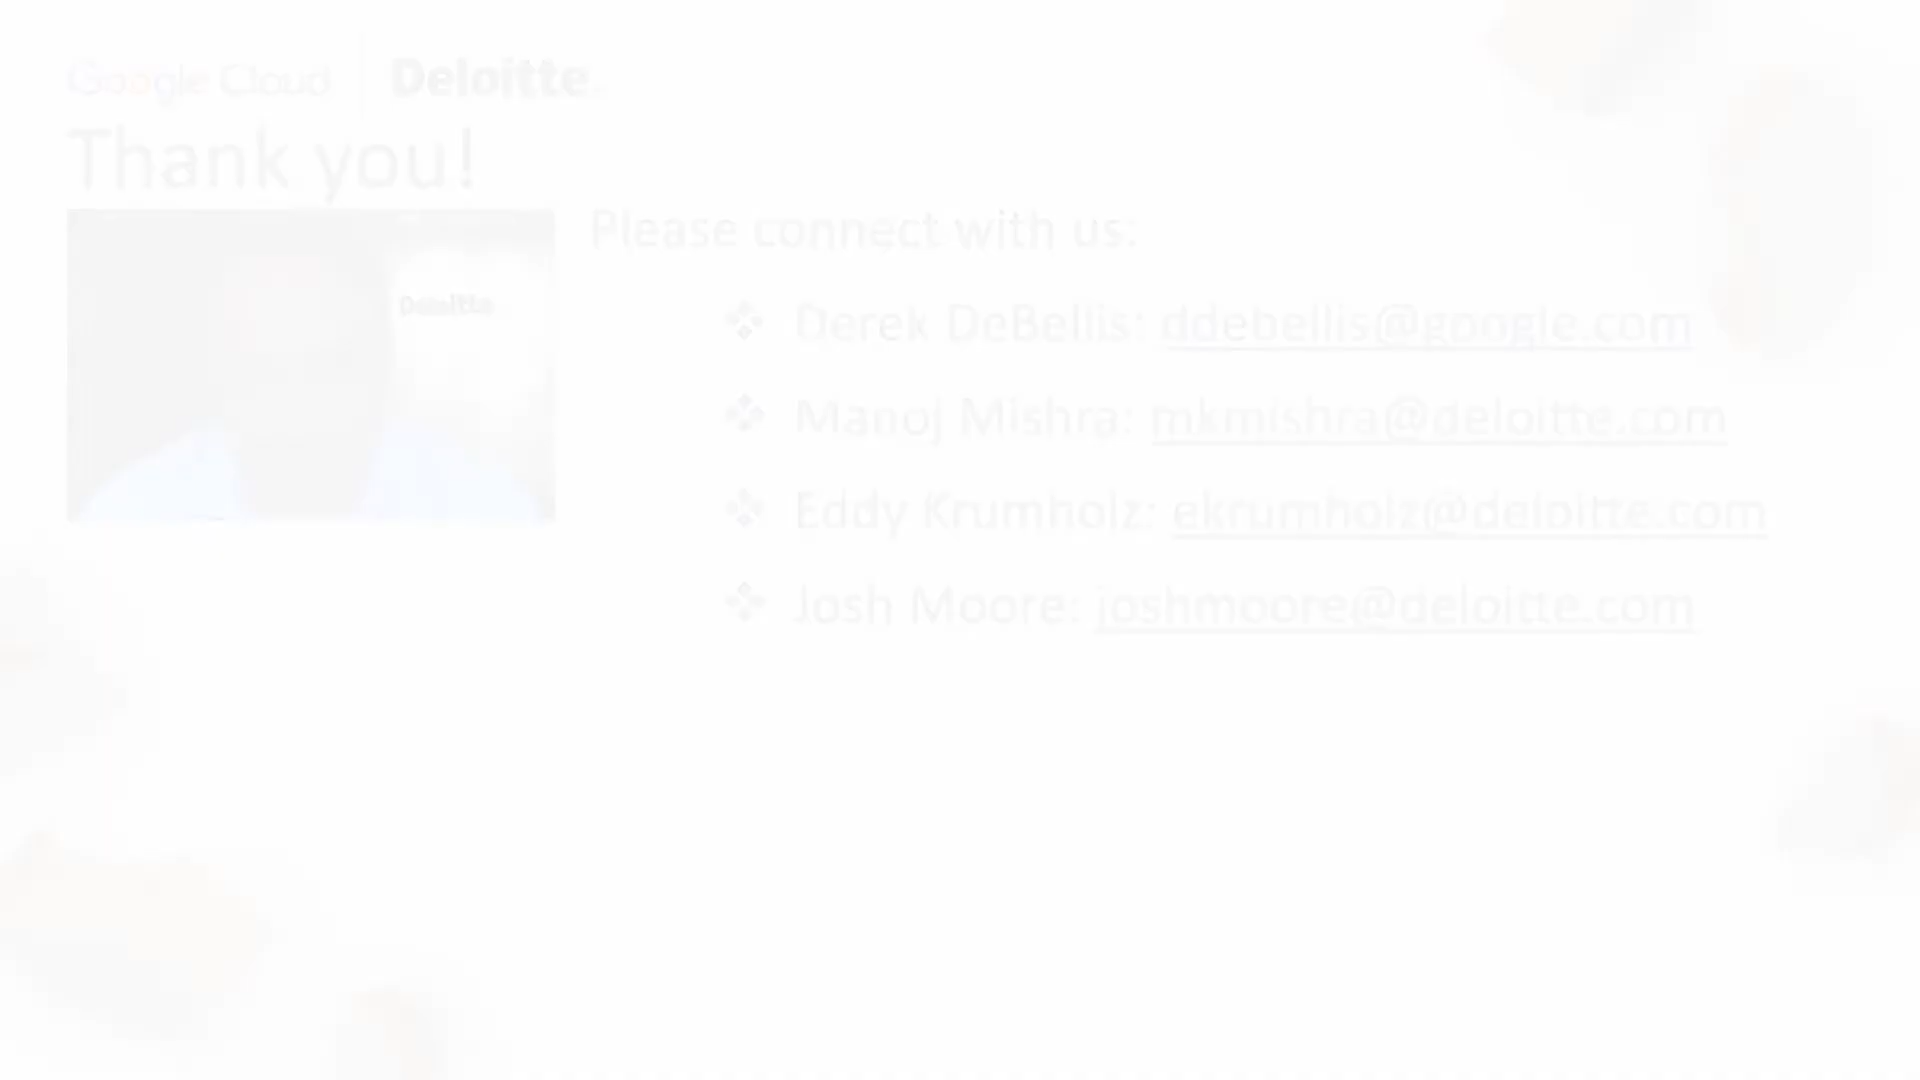 Google Cloud | Deloitte.
Thank you!
Deloitte
Please connect with us:
❖ Derek DeBellis: ddebellis@google.com
❖ Manoj Mishra: mkmishra@deloitte.com
❖ Eddy Krumholz: ekrumholz@deloitte.com
❖ Josh Moore: joshmoore@deloitte.com